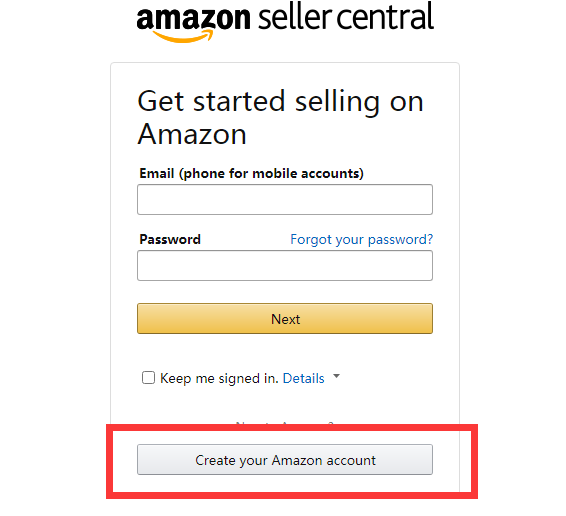 amazon seller central
Get started selling on
Amazon
Email (phone for mobile accounts)
Password Forgot your password?
Next
Keep me signed in. Details
Create your Amazon account